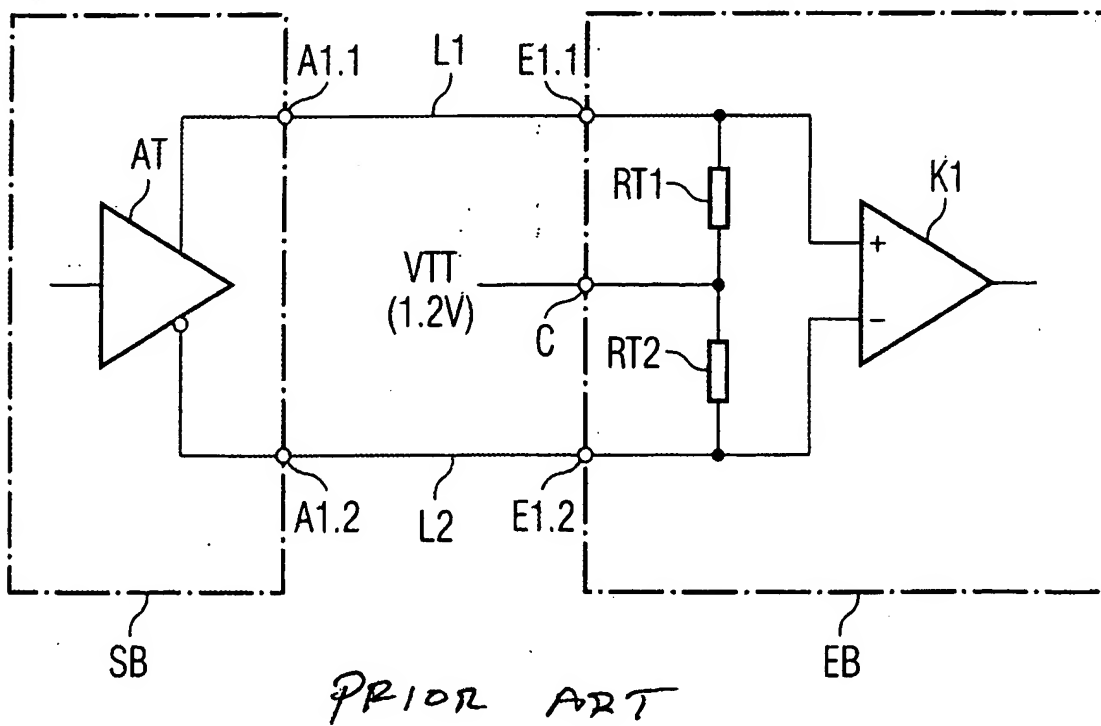 A1.1
L1
E1.1
AT
RT1
K1
+
VTT
(1.2V)
C
RT2
−
A1.2
L2
E1.2
SB
EB
PRIOR ART